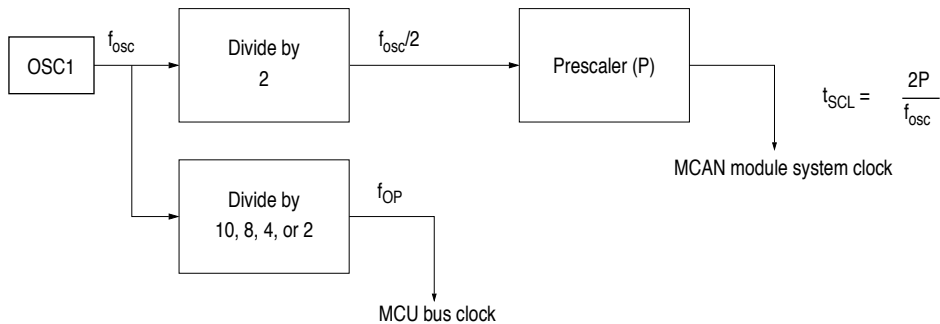 OSC1
fosc
Divide by
2
fosc/2
Prescaler (P)
tSCL = 2P
fosc
MCAN module system clock
Divide by
10, 8, 4, or 2
fOP
MCU bus clock